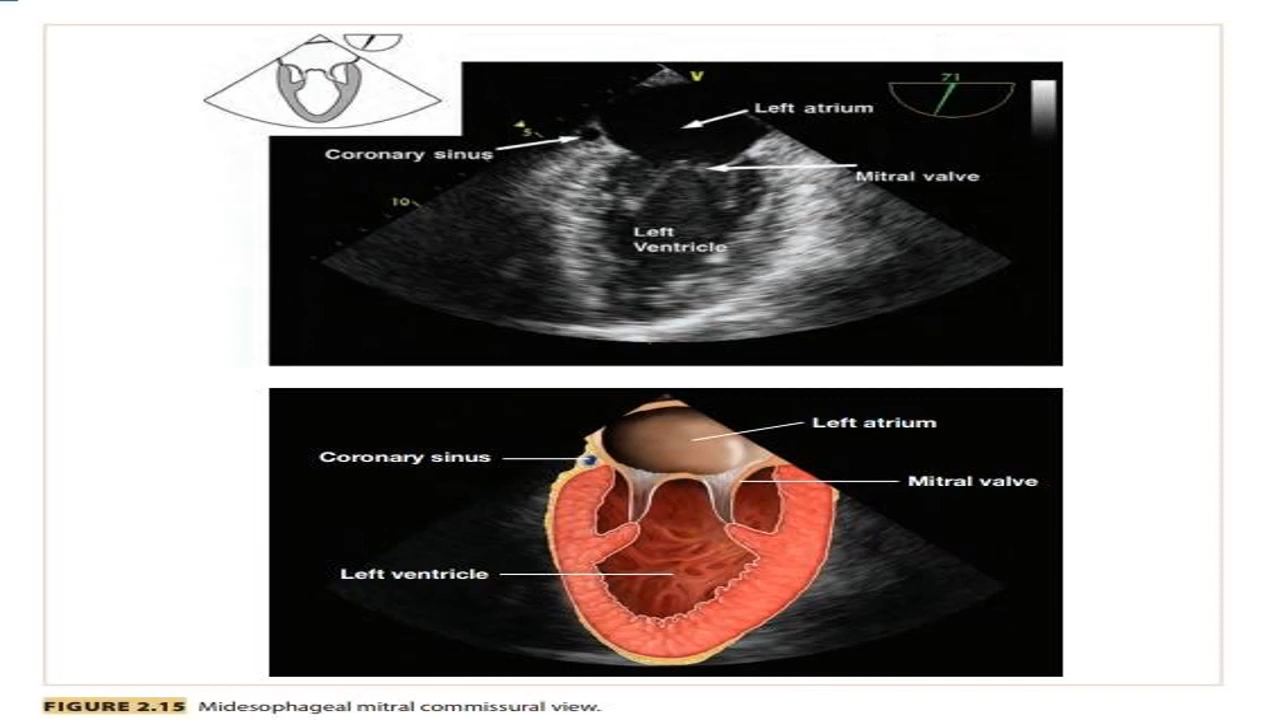 V
71
Left atrium
5
Coronary sinus
Mitral valve
10
Left
Ventricle
Left atrium
Coronary sinus
Mitral valve
Left ventricle
FIGURE 2.15 Midesophageal mitral commissural view.